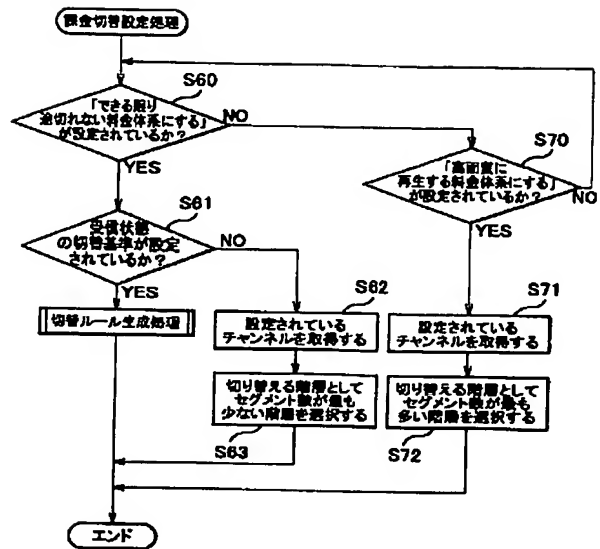 課金切替設定処理
S60
「できる限り
途切れない料金体系にする」
が設定されているか？
NO
YES
S70
「高画質に
再生する料金体系にする」
が設定されているか？
NO
YES
S61
受信状態
の切替基準が設定
されているか？
NO
YES
切替ルール生成処理
S62
設定されている
チャンネルを取得する
S71
設定されている
チャンネルを取得する
切り替える階層として
セグメント数が最も
少ない階層を選択する
S63
切り替える階層として
セグメント数が最も
多い階層を選択する
S72
エンド